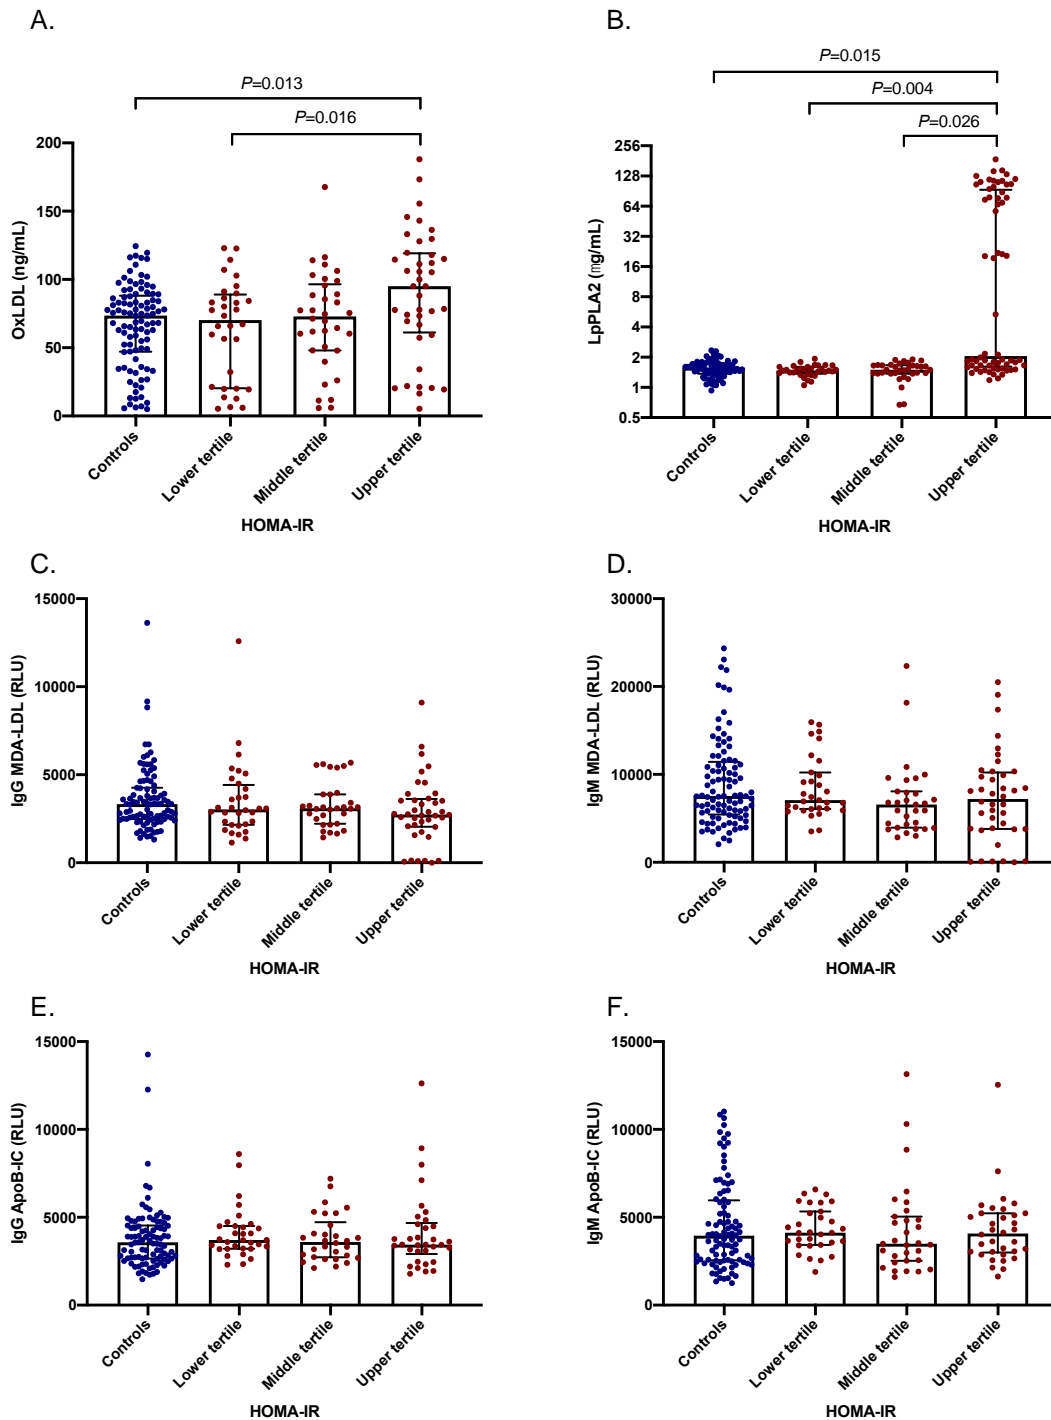 A.
P=0.013
P=0.016
OxLDL (ng/mL)
200
150
100
50
0
Controls
Lower tertile
Middle tertile
Upper tertile
HOMA-IR
B.
P=0.015
P=0.004
P=0.026
LpPLA2 (mg/mL)
256
128
64
32
16
8
4
2
1
0.5
Controls
Lower tertile
Middle tertile
Upper tertile
HOMA-IR
C.
IgG MDA-LDL (RLU)
15000
10000
5000
0
Controls
Lower tertile
Middle tertile
Upper tertile
HOMA-IR
D.
IgM MDA-LDL (RLU)
30000
20000
10000
0
Controls
Lower tertile
Middle tertile
Upper tertile
HOMA-IR
E.
IgG ApoB-IC (RLU)
15000
10000
5000
0
Controls
Lower tertile
Middle tertile
Upper tertile
HOMA-IR
F.
IgM ApoB-IC (RLU)
15000
10000
5000
0
Controls
Lower tertile
Middle tertile
Upper tertile
HOMA-IR